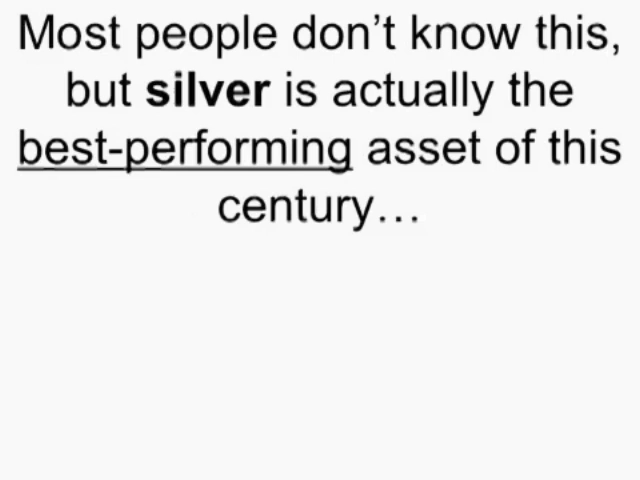 Most people don’t know this,
but silver is actually the
best-performing asset of this
century…